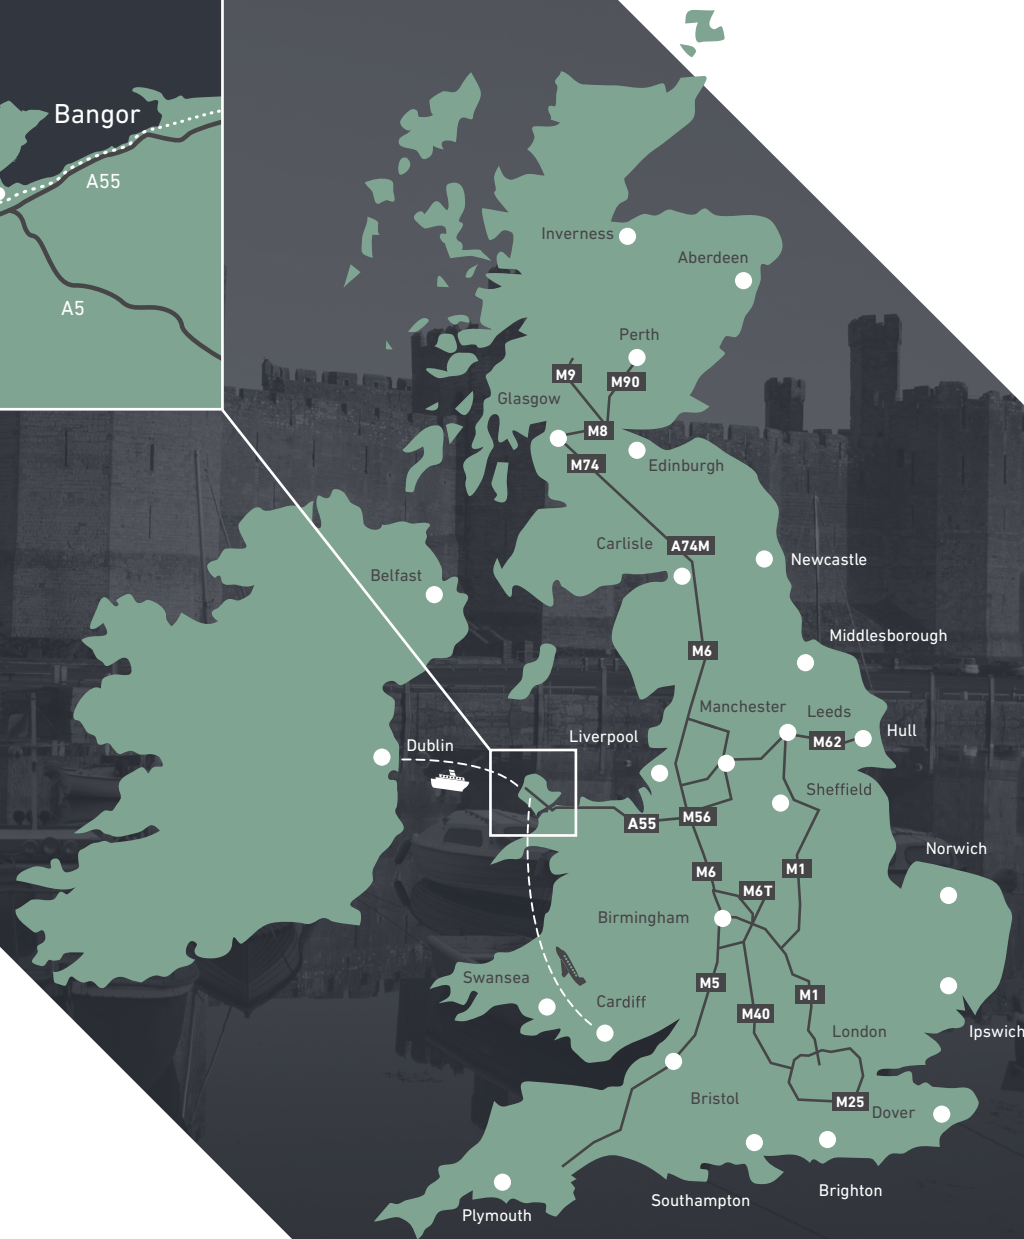 Bangor
A55
A5
Inverness
Aberdeen
Perth
M9
M90
Glasgow
M8
M74
Edinburgh
Carlisle
A74M
Newcastle
Belfast
Middlesborough
M6
Manchester
Leeds
Liverpool
Hull
M62
Dublin
Sheffield
A55
M56
Norwich
M6
M1
M6T
Birmingham
Swansea
M5
M1
Cardiff
M40
London
Ipswich
Bristol
M25
Dover
Brighton
Southampton
Plymouth